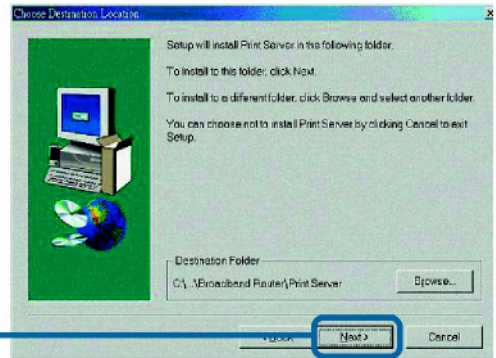 Choose Destination Location
Setup will install Print Server in the following folder.
To install to this folder, click Next.
To install to a different folder, click Browse and select another folder.
You can choose not to install Print Server by clicking Cancel to exit
Setup.
Destination Folder
C:\...\Broadband Router\Print Server
Browse...
< Back
Next >
Cancel